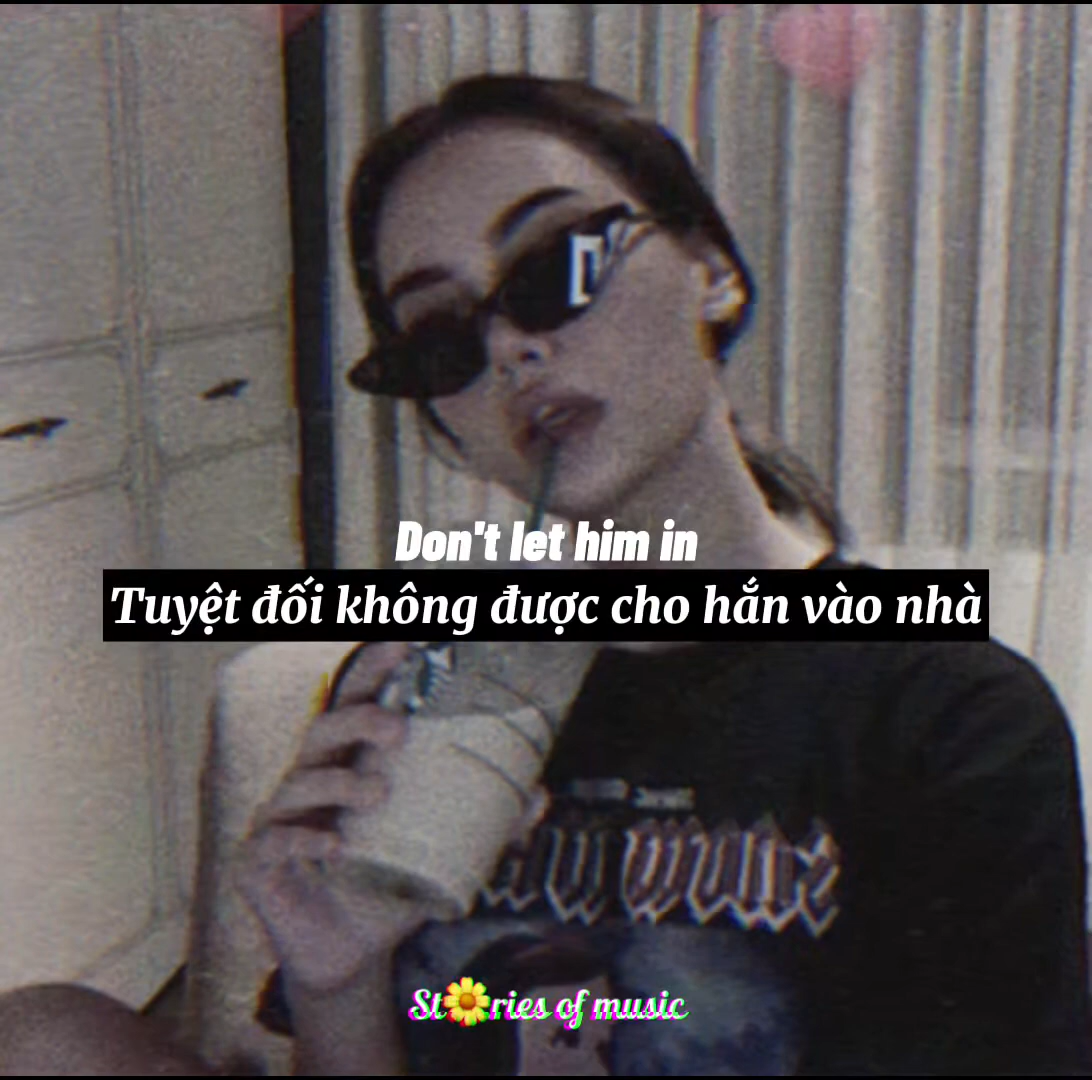 Don't let him in
Tuyệt đối không được cho hắn vào nhà
St🌼ries of music